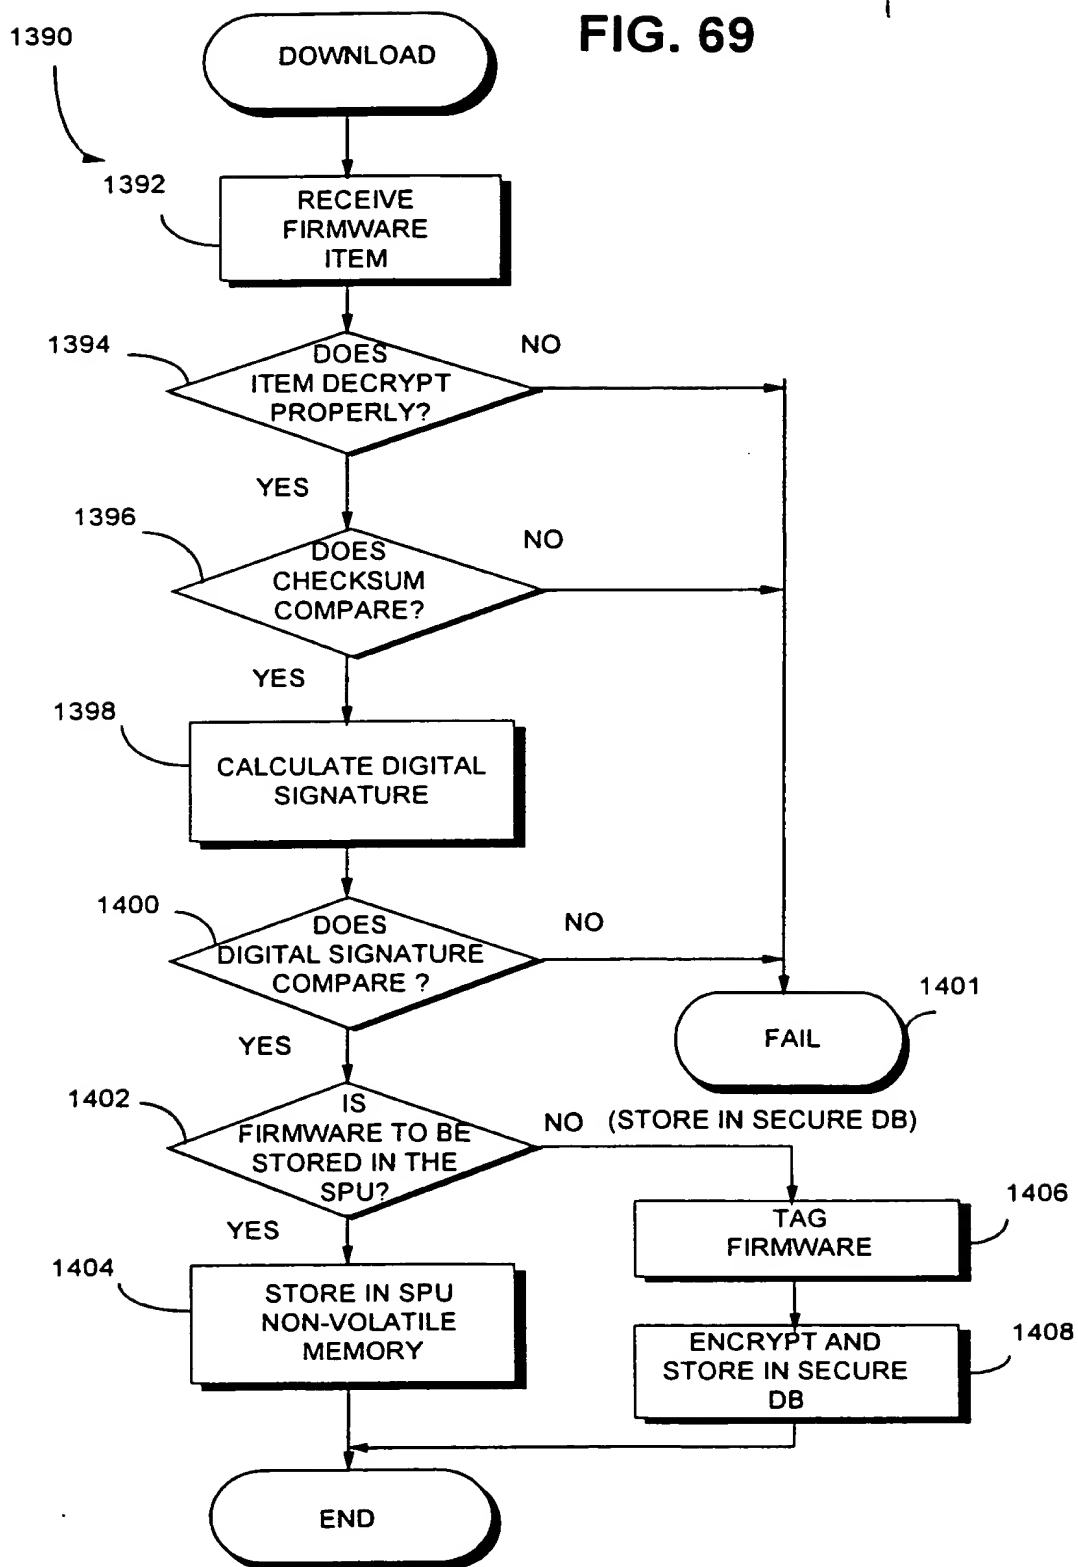 FIG. 69
1390
DOWNLOAD
1392
RECEIVE
FIRMWARE
ITEM
1394
DOES
ITEM DECRYPT
PROPERLY?
NO
YES
1396
DOES
CHECKSUM
COMPARE?
NO
YES
1398
CALCULATE DIGITAL
SIGNATURE
1400
DOES
DIGITAL SIGNATURE
COMPARE ?
NO
1401
FAIL
YES
1402
IS
FIRMWARE TO BE
STORED IN THE
SPU?
NO (STORE IN SECURE DB)
YES
1404
STORE IN SPU
NON-VOLATILE
MEMORY
1406
TAG
FIRMWARE
1408
ENCRYPT AND
STORE IN SECURE
DB
END